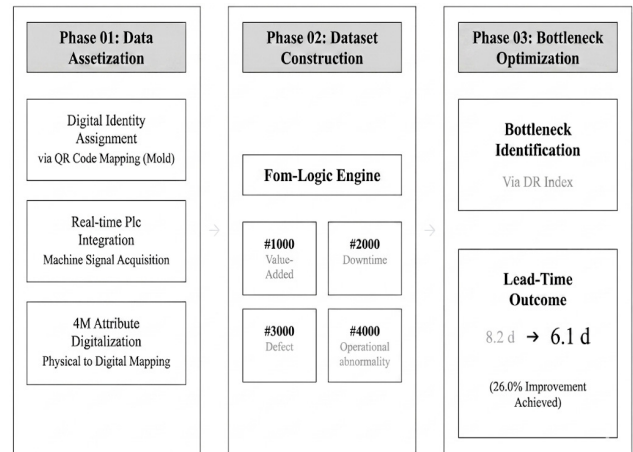 Phase 01: Data
Assetization
Digital Identity
Assignment
via QR Code Mapping (Mold)
Real-time Plc
Integration
Machine Signal Acquisition
4M Attribute
Digitalization
Physical to Digital Mapping
→
Phase 02: Dataset
Construction
Fom-Logic Engine
#1000
Value-
Added
#2000
Downtime
#3000
Defect
#4000
Operational
abnormality
→
Phase 03: Bottleneck
Optimization
Bottleneck
Identification
Via DR Index
Lead-Time
Outcome
8.2 d → 6.1 d
(26.0% Improvement
Achieved)